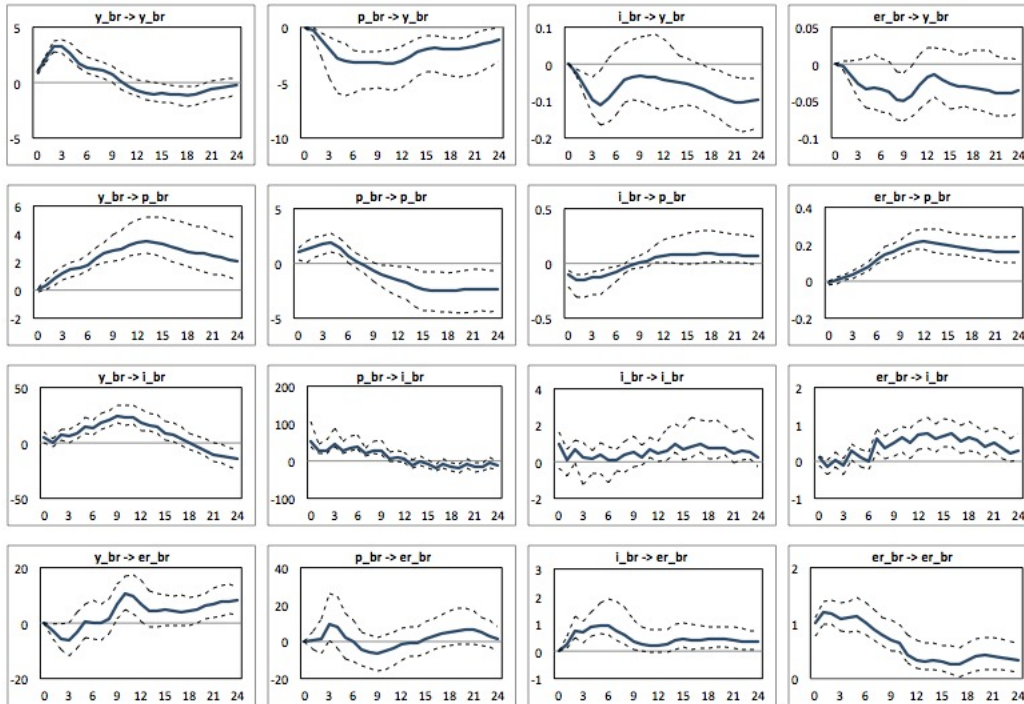 y_br -> y_br
5
0
-5
0 3 6 9 12 15 18 21 24
p_br -> y_br
0
-5
-10
0 3 6 9 12 15 18 21 24
i_br -> y_br
0.1
0
-0.1
-0.2
0 3 6 9 12 15 18 21 24
er_br -> y_br
0.05
0
-0.05
-0.1
0 3 6 9 12 15 18 21 24
y_br -> p_br
6
4
2
0
-2
0 3 6 9 12 15 18 21 24
p_br -> p_br
5
0
-5
0 3 6 9 12 15 18 21 24
i_br -> p_br
0.5
0
-0.5
0 3 6 9 12 15 18 21 24
er_br -> p_br
0.4
0.2
0
-0.2
0 3 6 9 12 15 18 21 24
y_br -> i_br
50
0
-50
0 3 6 9 12 15 18 21 24
p_br -> i_br
200
100
0
-100
0 3 6 9 12 15 18 21 24
i_br -> i_br
4
2
0
-2
0 3 6 9 12 15 18 21 24
er_br -> i_br
2
1
0
-1
0 3 6 9 12 15 18 21 24
y_br -> er_br
20
0
-20
0 3 6 9 12 15 18 21 24
p_br -> er_br
40
20
0
-20
0 3 6 9 12 15 18 21 24
i_br -> er_br
3
2
1
0
-1
0 3 6 9 12 15 18 21 24
er_br -> er_br
2
1
0
0 3 6 9 12 15 18 21 24